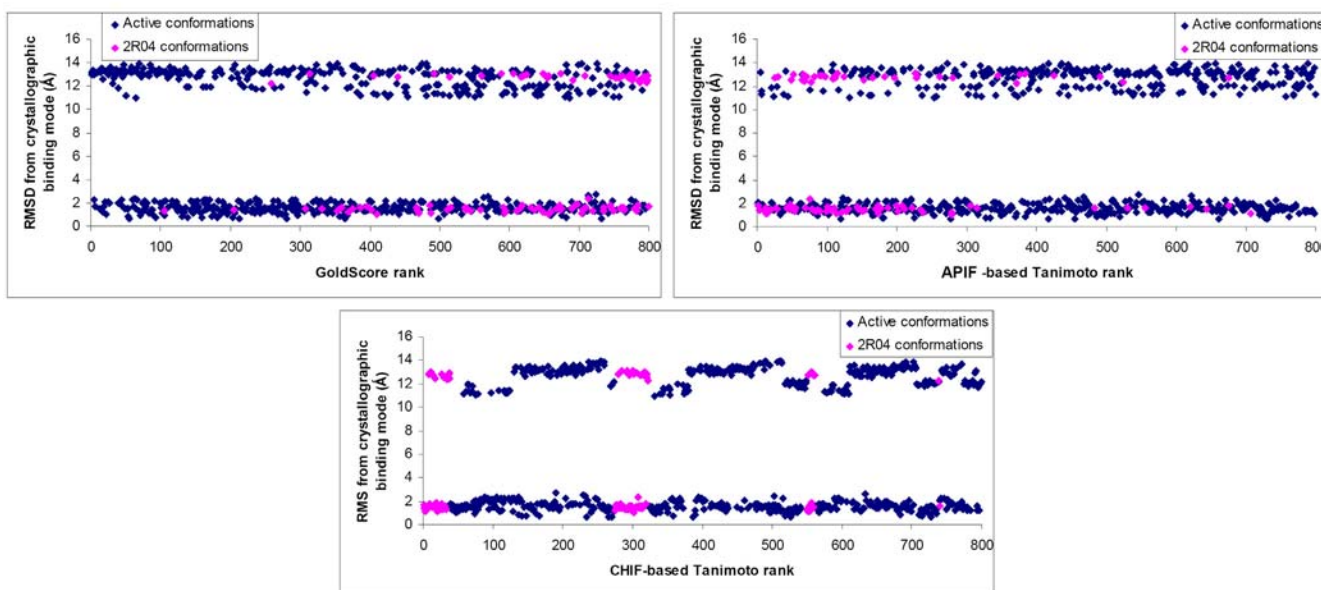 Active conformations
2R04 conformations
RMSD from crystallographic
binding mode (Å)
16
14
12
10
8
6
4
2
0
0 100 200 300 400 500 600 700 800
GoldScore rank
Active conformations
2R04 conformations
RMSD from crystallographic
binding mode (Å)
16
14
12
10
8
6
4
2
0
0 100 200 300 400 500 600 700 800
APIF -based Tanimoto rank
Active conformations
2R04 conformations
RMS from crystallographic
binding mode (Å)
16
14
12
10
8
6
4
2
0
0 100 200 300 400 500 600 700 800
CHIF-based Tanimoto rank